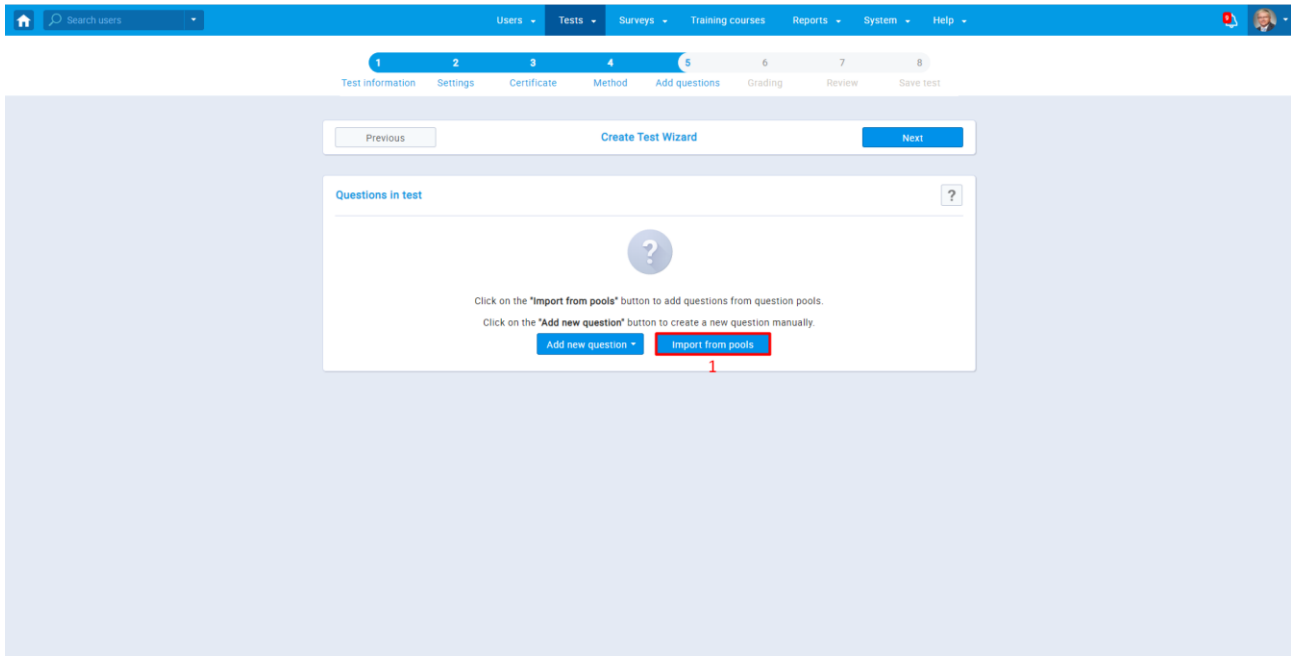 Search users
Users Tests Surveys Training courses Reports System Help
1 2 3 4 5 6 7 8
Test information Settings Certificate Method Add questions Grading Review Save test
Previous Create Test Wizard Next
Questions in test ?
?
Click on the "Import from pools" button to add questions from question pools.
Click on the "Add new question" button to create a new question manually.
Add new question Import from pools
1